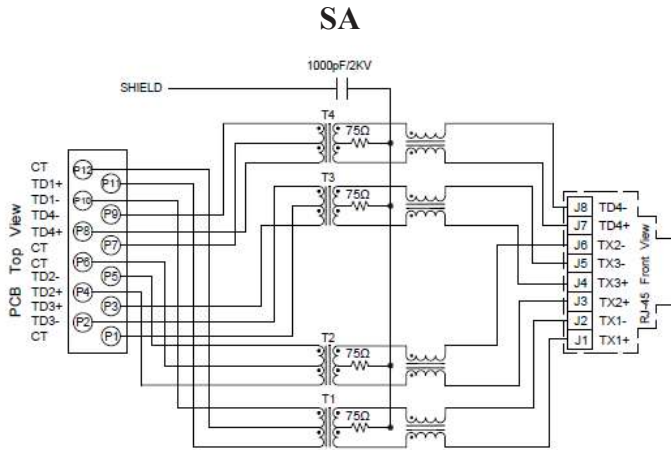 SA
1000pF/2KV
SHIELD
T4
75Ω
T3
75Ω
T2
75Ω
T1
75Ω
PCB Top View
CT P12
TD1+ P11
TD1- P10
TD4- P9
TD4+ P8
CT P7
CT P6
TD2- P5
TD2+ P4
TD3+ P3
TD3- P2
CT P1
J8 TD4-
J7 TD4+
J6 TX2-
J5 TX3-
J4 TX3+
J3 TX2+
J2 TX1-
J1 TX1+
RJ-45 Front View